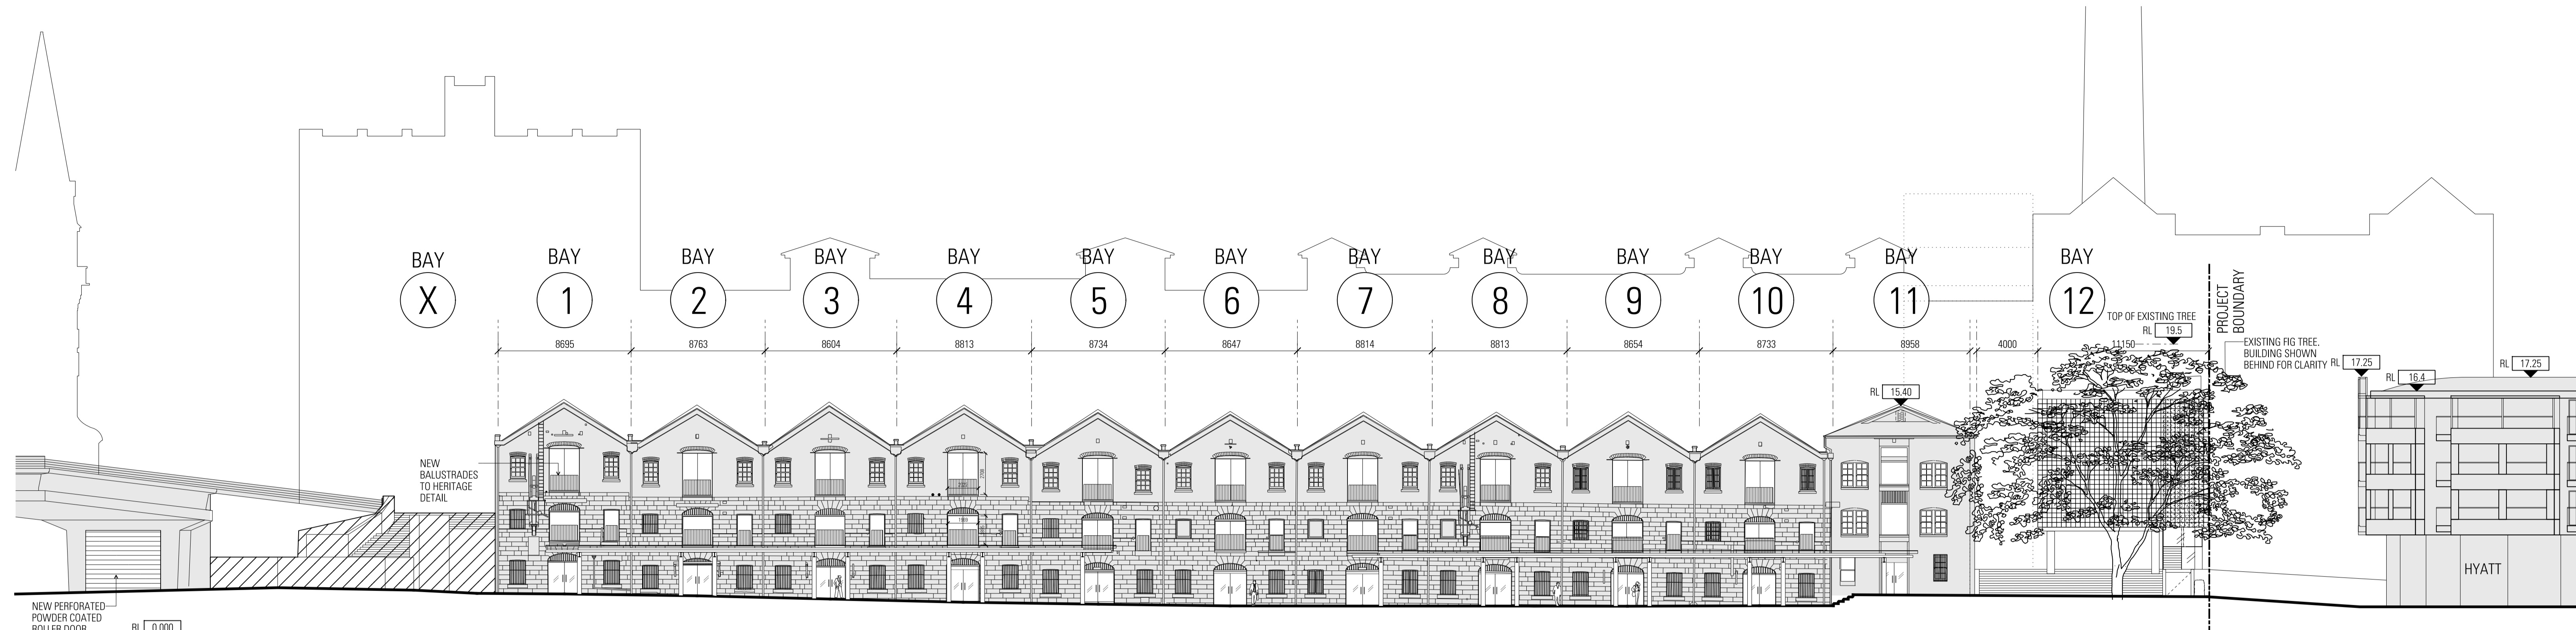 BAY
X
BAY
1
BAY
2
BAY
3
BAY
4
BAY
5
BAY
6
BAY
7
BAY
8
BAY
9
BAY
10
BAY
11
BAY
12
PROJECT
BOUNDARY
TOP OF EXISTING TREE
RL 19.5
8695
8763
8604
8813
8734
8647
8814
8813
8654
8733
8958
4000
11150
EXISTING FIG TREE.
BUILDING SHOWN
BEHIND FOR CLARITY
RL 17.25
RL 16.4
RL 17.25
RL 15.40
NEW
BALUSTRADES
TO HERITAGE
DETAIL
HYATT
NEW PERFORATED
POWDER COATED
ROLLER DOOR
RL 0.000